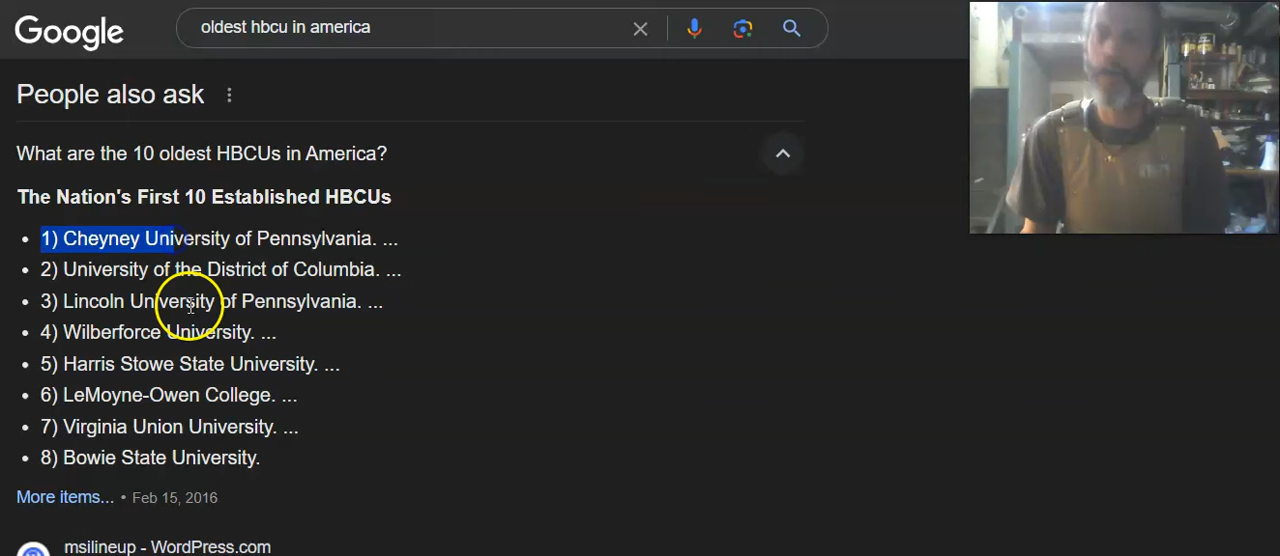 Google
oldest hbcu in america
People also ask
What are the 10 oldest HBCUs in America?
The Nation's First 10 Established HBCUs
• 1) Cheyney University of Pennsylvania. ...
• 2) University of the District of Columbia. ...
• 3) Lincoln University of Pennsylvania. ...
• 4) Wilberforce University. ...
• 5) Harris Stowe State University. ...
• 6) LeMoyne-Owen College. ...
• 7) Virginia Union University. ...
• 8) Bowie State University.
More items... • Feb 15, 2016
msilineup - WordPress.com